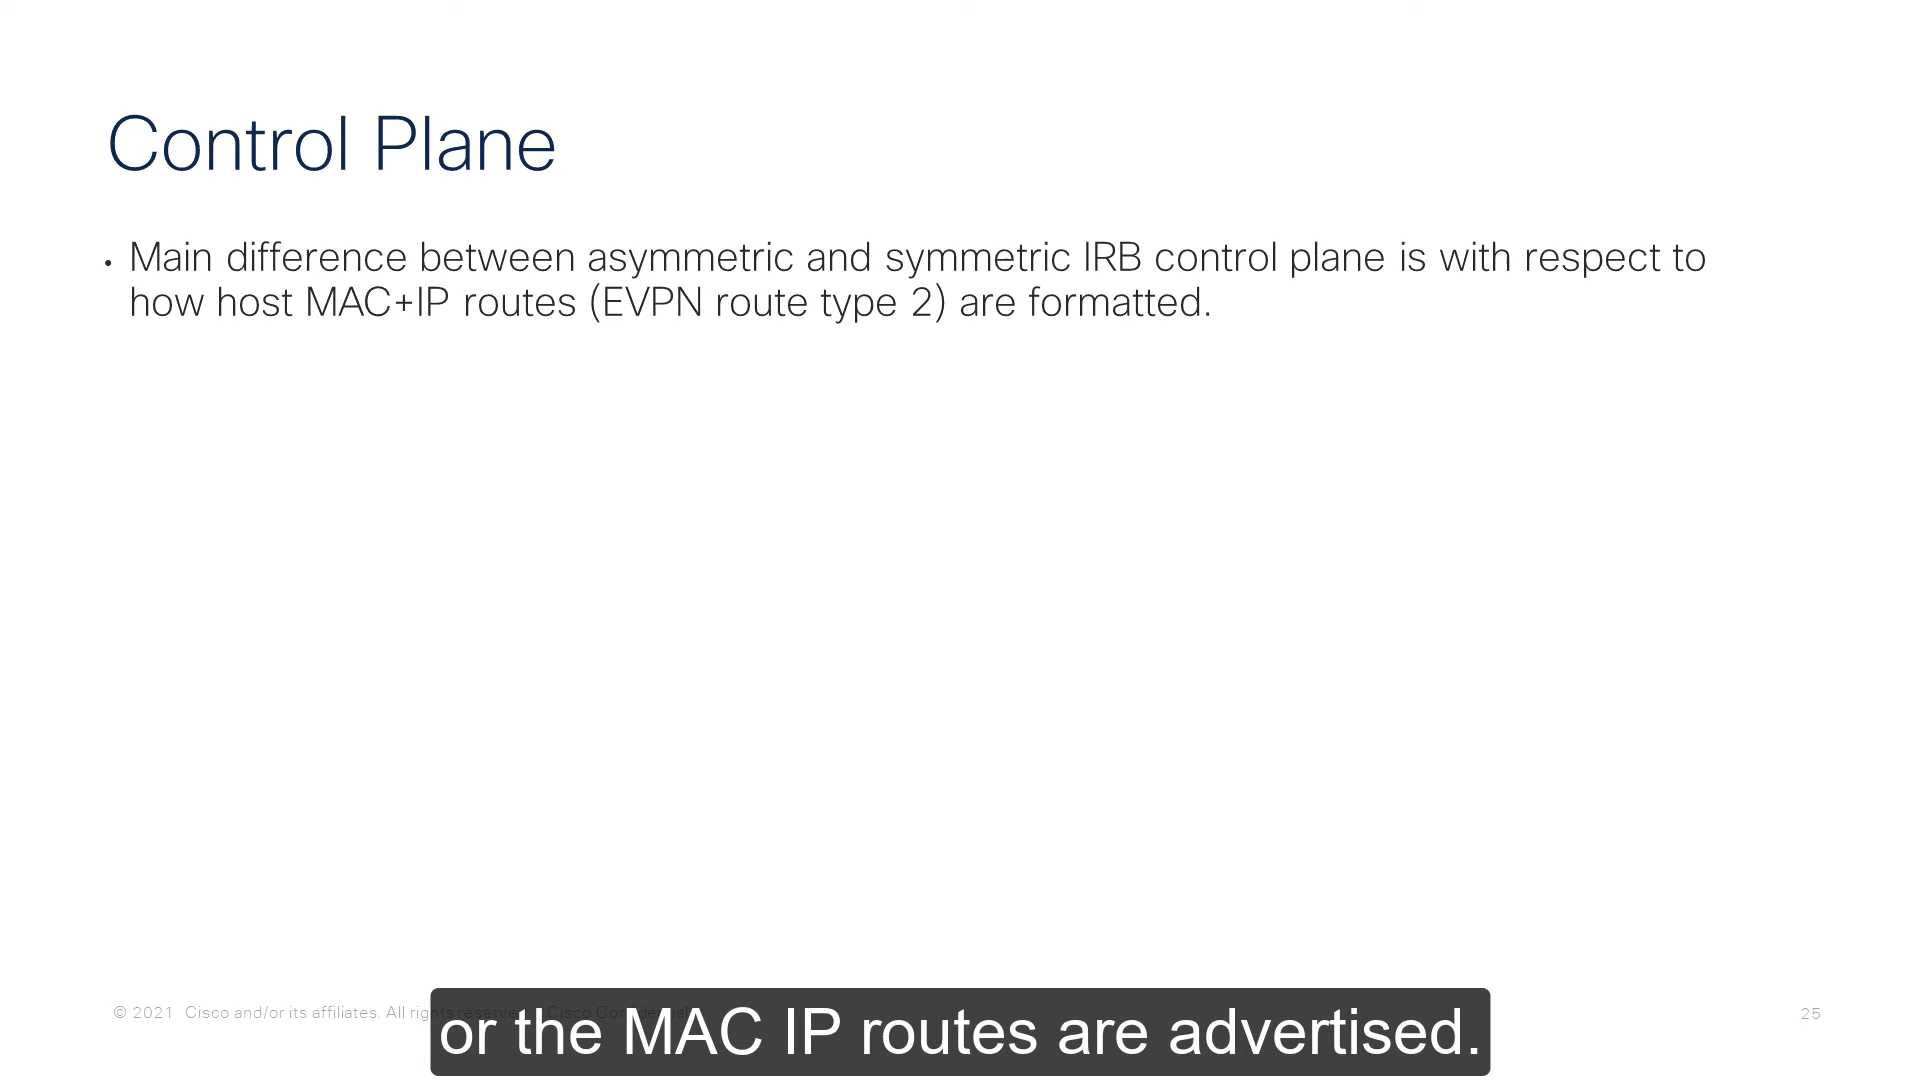 Control Plane
• Main difference between asymmetric and symmetric IRB control plane is with respect to
how host MAC+IP routes (EVPN route type 2) are formatted.
© 2021 Cisco and/or its affiliates. All rights reserved. Cisco Confidential
25
or the MAC IP routes are advertised.